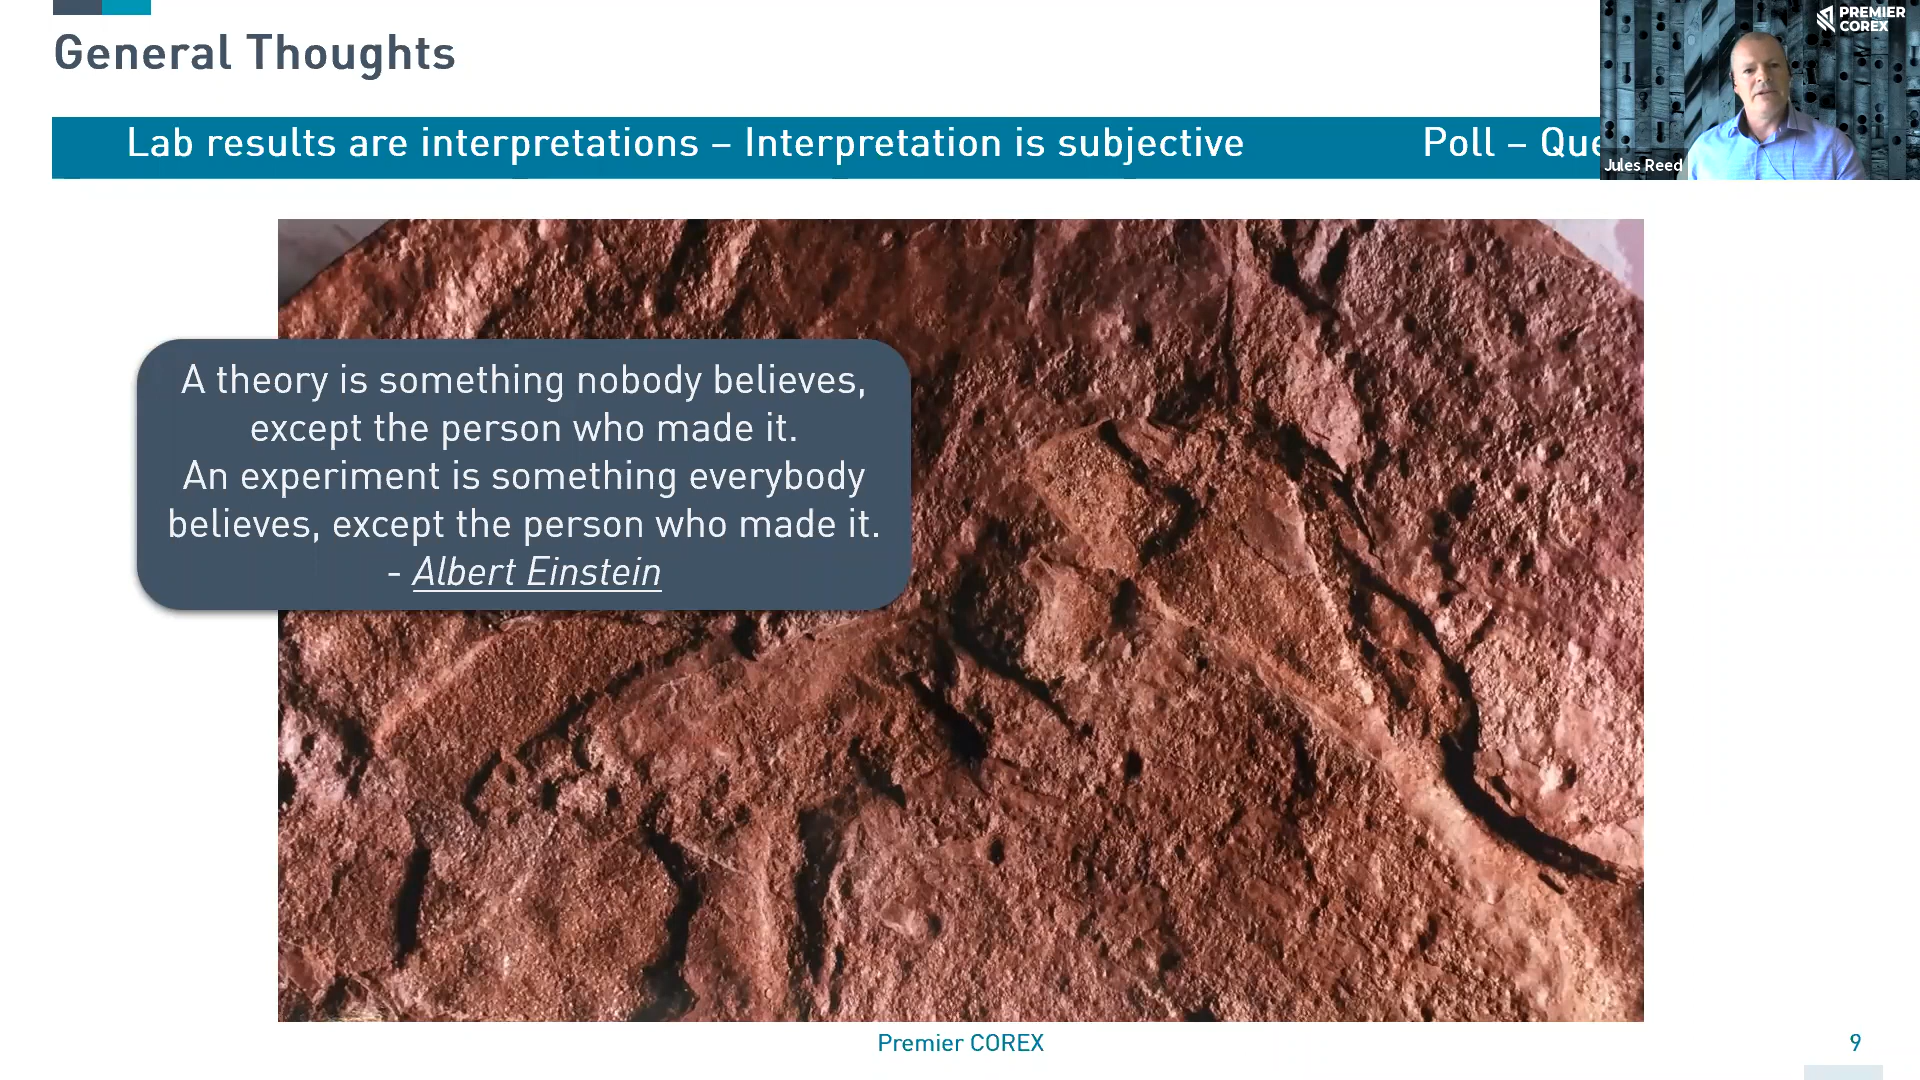 General Thoughts
PREMIER
COREX
Lab results are interpretations – Interpretation is subjective
Poll –
Jules Reed
A theory is something nobody believes,
except the person who made it.
An experiment is something everybody
believes, except the person who made it.
- Albert Einstein
Premier COREX
9